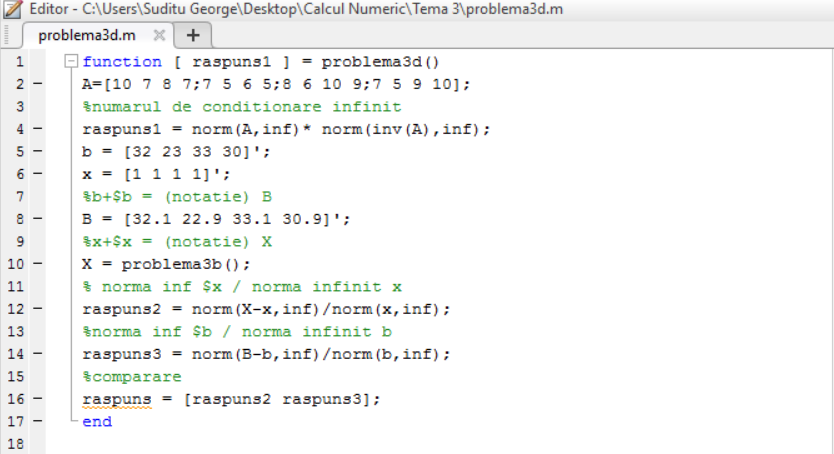 Editor - C:\Users\Suditu George\Desktop\Calcul Numeric\Tema 3\problema3d.m
problema3d.m × +
1 function [ raspuns1 ] = problema3d()
2 - A=[10 7 8 7;7 5 6 5;8 6 10 9;7 5 9 10];
3 %numarul de conditionare infinit
4 - raspuns1 = norm(A,inf)* norm(inv(A),inf);
5 - b = [32 23 33 30]';
6 - x = [1 1 1 1]';
7 %b+$b = (notatie) B
8 - B = [32.1 22.9 33.1 30.9]';
9 %x+$x = (notatie) X
10 - X = problema3b();
11 % norma inf $x / norma infinit x
12 - raspuns2 = norm(X-x,inf)/norm(x,inf);
13 %norma inf $b / norma infinit b
14 - raspuns3 = norm(B-b,inf)/norm(b,inf);
15 %comparare
16 - raspuns = [raspuns2 raspuns3];
17 - end
18